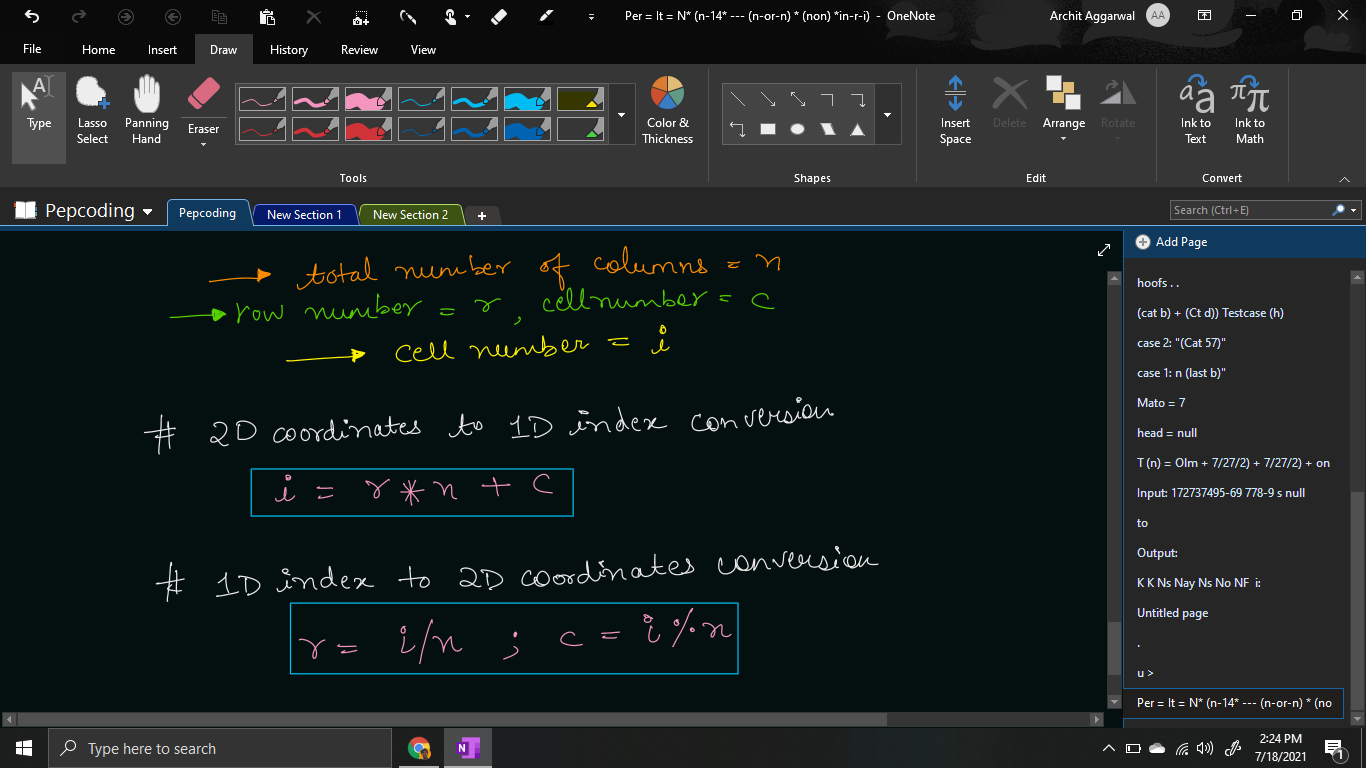 Per = It = N* (n-14* --- (n-or-n) * (non) *in-r-i) - OneNote
Archit Aggarwal AA
File Home Insert Draw History Review View
Type
Lasso Select
Panning Hand
Eraser
Color & Thickness
Insert Space
Delete
Arrange
Rotate
Ink to Text
Ink to Math
Tools Shapes Edit Convert
Pepcoding
Pepcoding
New Section 1
New Section 2
Search (Ctrl+E)
total number of columns = n
row number = r, cell number = c
cell number = i
# 2D coordinates to 1D index conversion
i = r * n + c
# 1D index to 2D coordinates conversion
r = i/n ; c = i % n
Add Page
hoofs . .
(cat b) + (Ct d)) Testcase (h)
case 2: "(Cat 57)"
case 1: n (last b)"
Mato = 7
head = null
T (n) = Olm + 7/27/2) + 7/27/2) + on
Input: 172737495-69 778-9 s null
to
Output:
K K Ns Nay Ns No NF i:
Untitled page
.
u >
Per = It = N* (n-14* --- (n-or-n) * (no
Type here to search
2:24 PM
7/18/2021
1